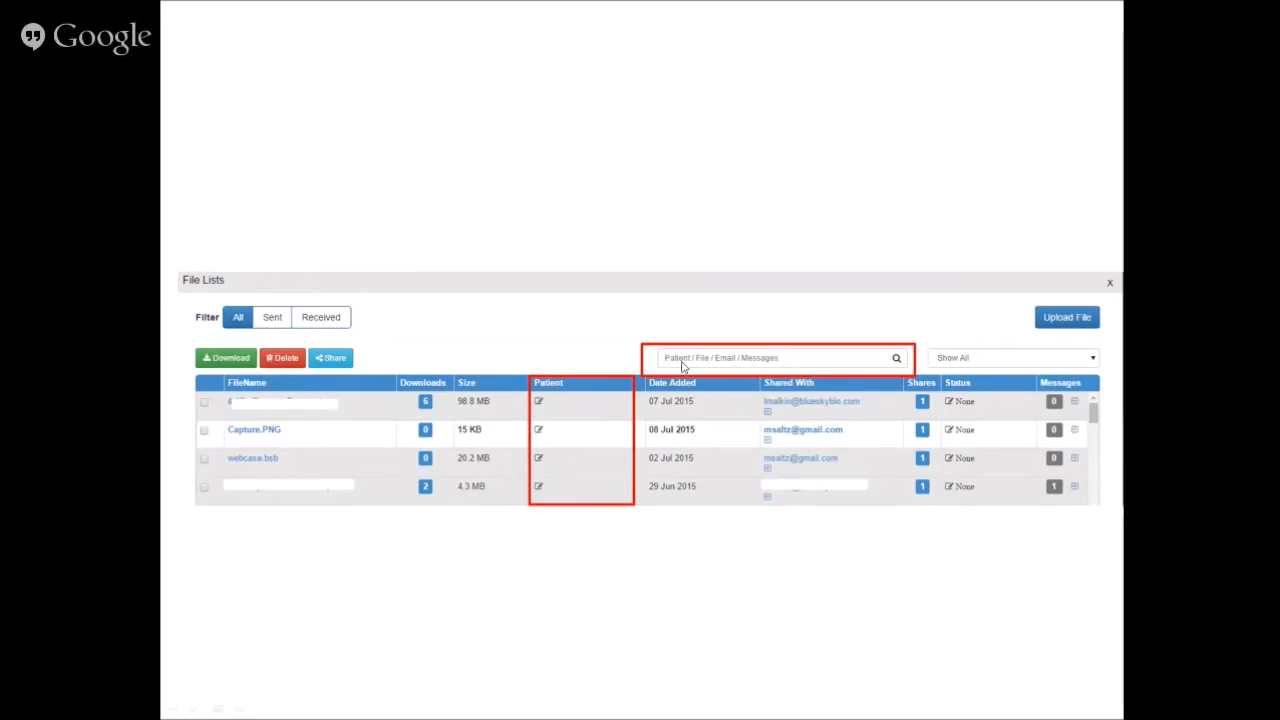 Google
File Lists
x
Filter All Sent Received
Upload File
Download Delete Share
Patient / File / Email / Messages
Show All
FileName Downloads Size Patient Date Added Shared With Shares Status Messages
6 98.8 MB 07 Jul 2015 lmalkin@blueskybio.com 1 None 0
Capture.PNG 0 15 KB 08 Jul 2015 msaltz@gmail.com 1 None 0
webcase.bsb 0 20.2 MB 02 Jul 2015 msaltz@gmail.com 1 None 0
2 4.3 MB 29 Jun 2015 1 None 1